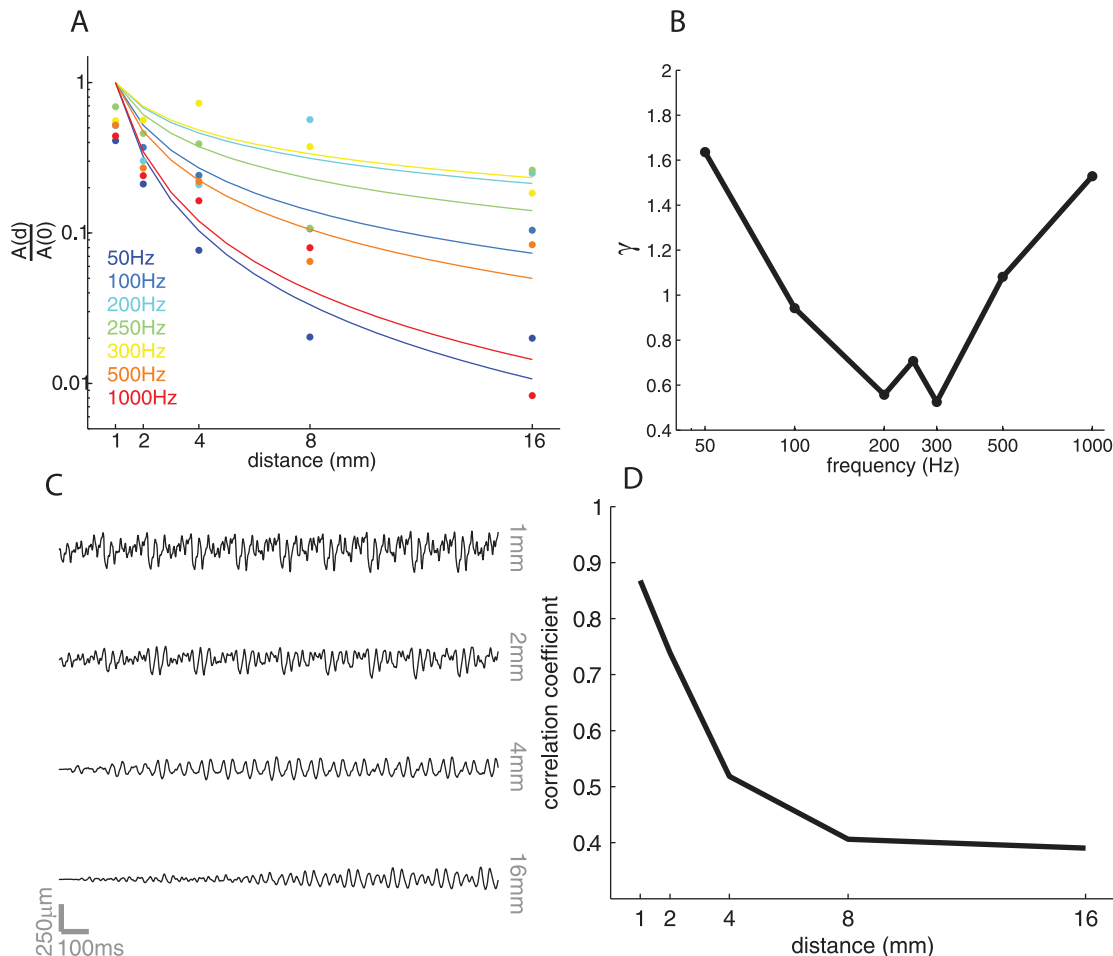 A
1
0.1
0.01
A(d)
A(0)
50Hz
100Hz
200Hz
250Hz
300Hz
500Hz
1000Hz
1 2 4 8 16
distance (mm)
B
2
1.8
1.6
1.4
1.2
1
0.8
0.6
0.4
γ
50 100 200 300 500 1000
frequency (Hz)
C
1mm
2mm
4mm
16mm
250μm
100ms
D
1
0.9
0.8
0.7
0.6
0.5
0.4
correlation coefficient
1 2 4 8 16
distance (mm)